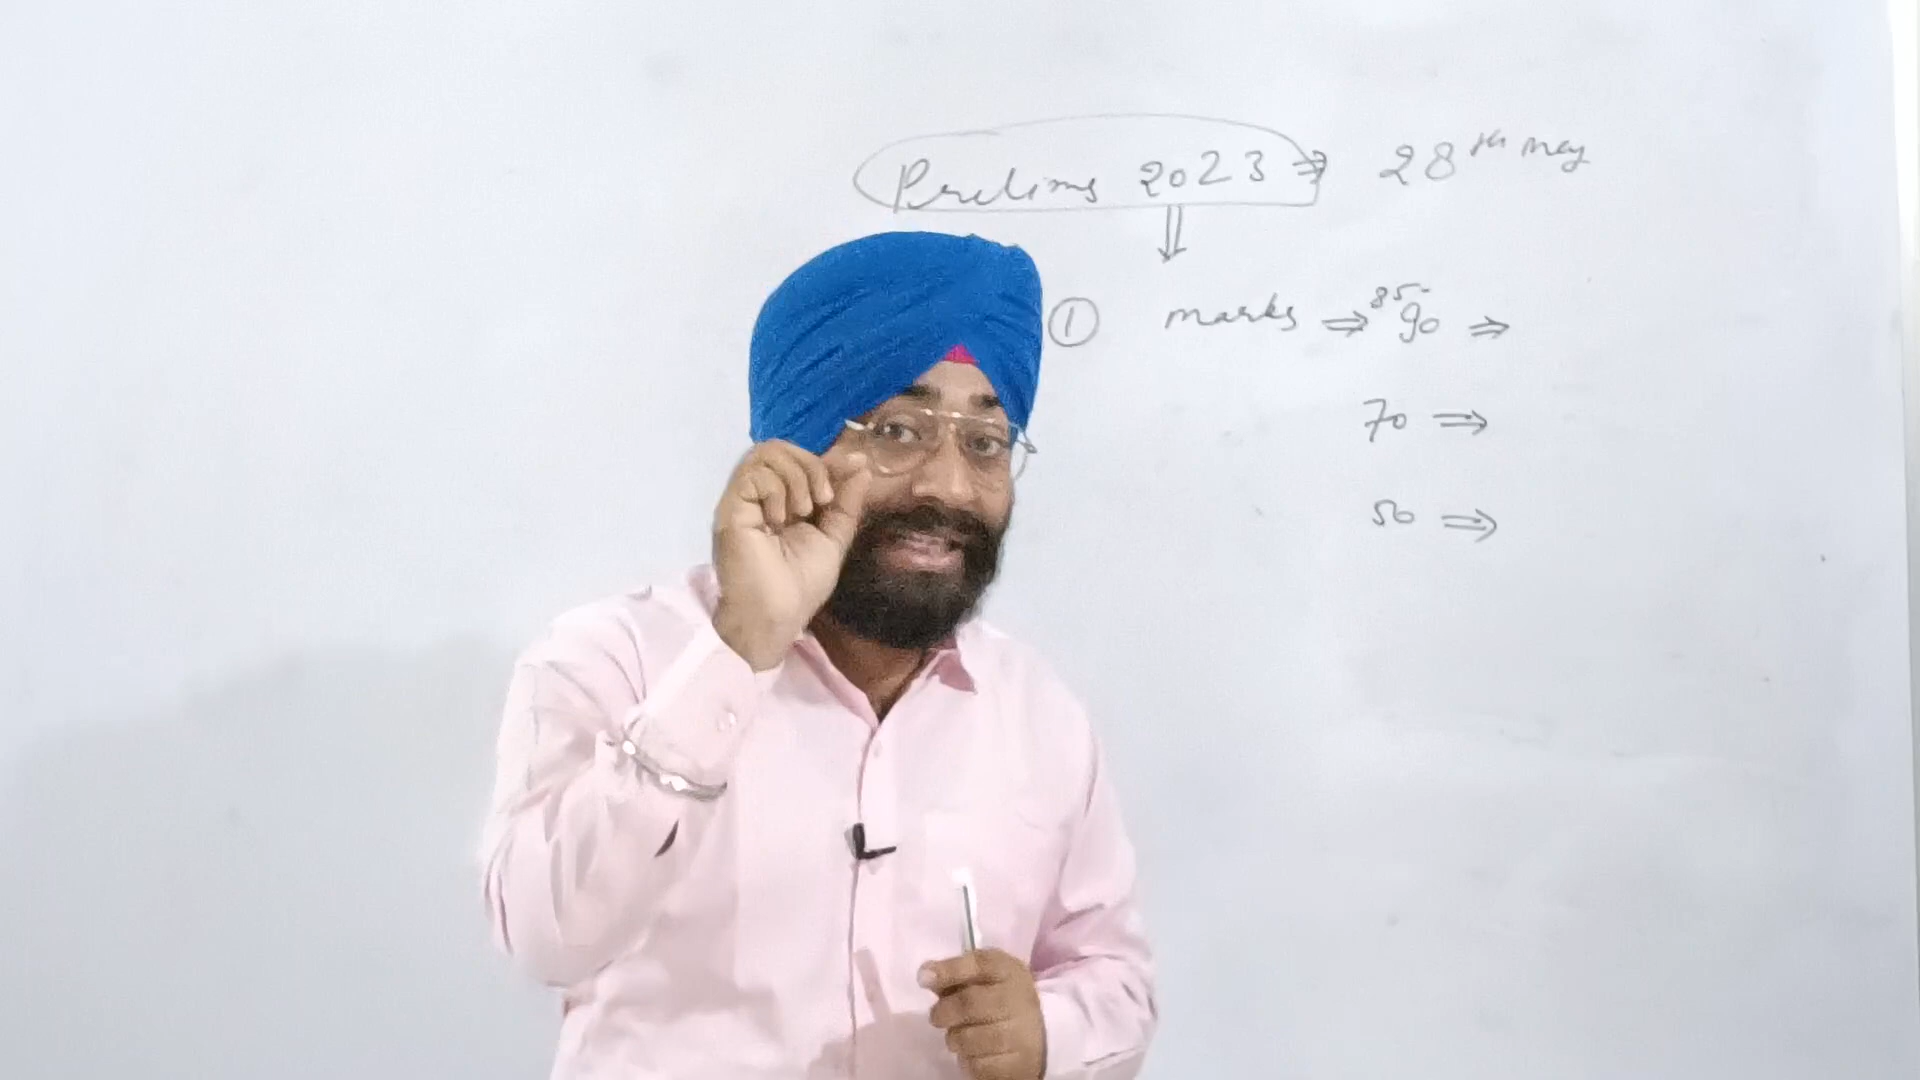 Prelims 2023 ⇒ 28th may
⇓
① marks ⇒ 85- 90 ⇒
70 ⇒
50 ⇒